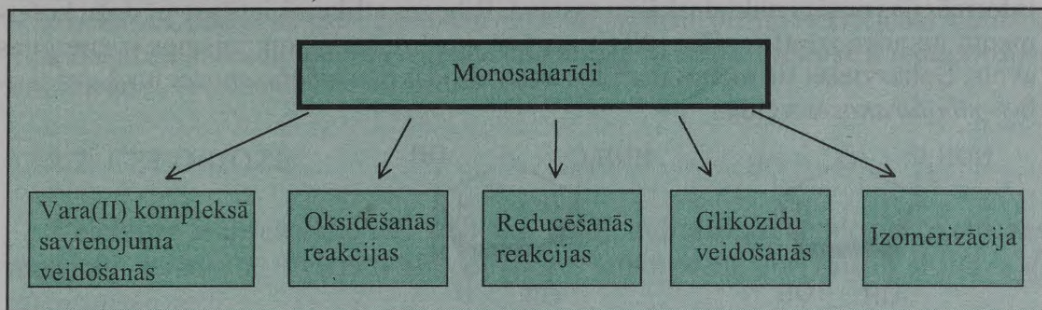 Monosaharīdi
Vara(II) kompleksā
savienojuma
veidošanās
Oksidēšanās
reakcijas
Reducēšanās
reakcijas
Glikozīdu
veidošanās
Izomerizācija